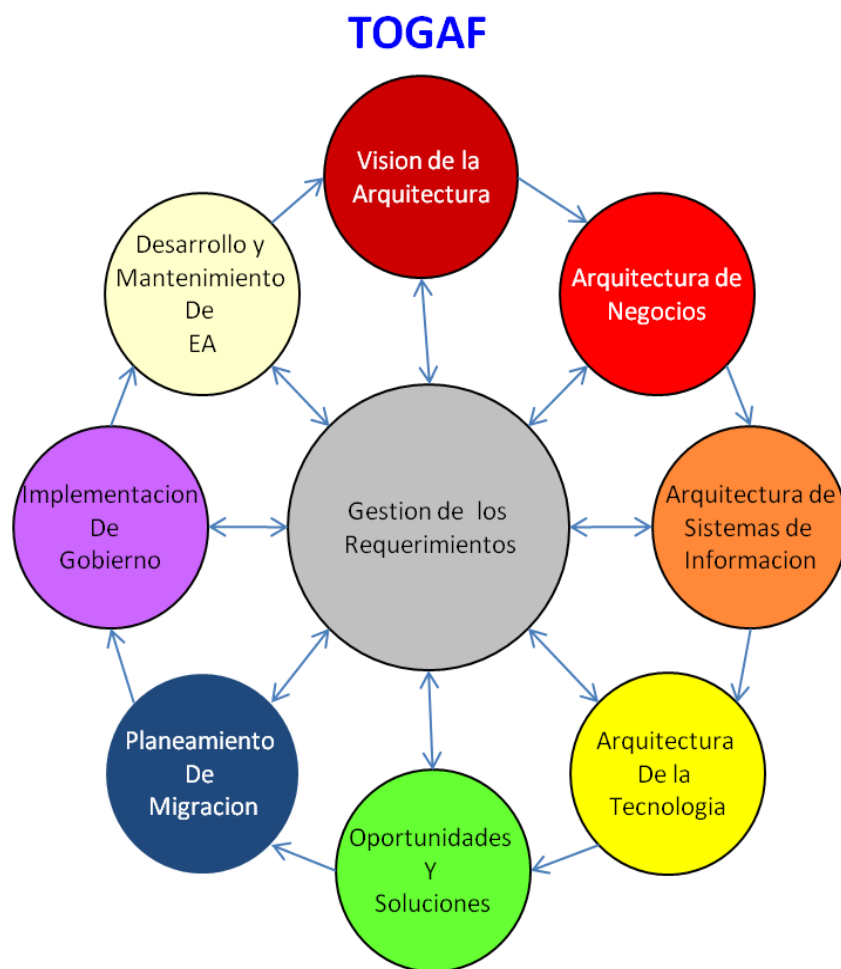 TOGAF
Vision de la
Arquitectura
Arquitectura de
Negocios
Arquitectura de
Sistemas de
Informacion
Arquitectura
De la
Tecnologia
Oportunidades
Y
Soluciones
Planeamiento
De
Migracion
Implementacion
De
Gobierno
Desarrollo y
Mantenimiento
De
EA
Gestion de los
Requerimientos